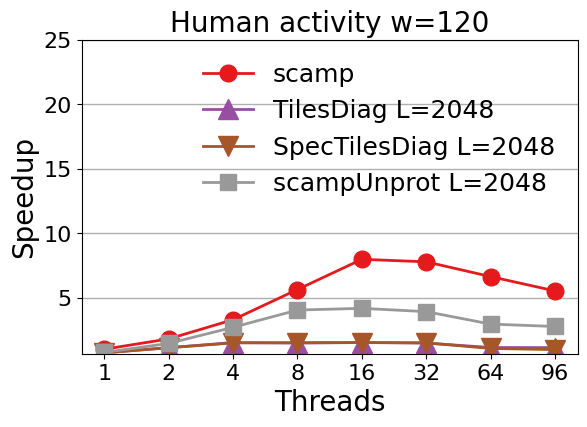 Human activity w=120
25
20
15
10
5
Speedup
scamp
TilesDiag L=2048
SpecTilesDiag L=2048
scampUnprot L=2048
1 2 4 8 16 32 64 96
Threads